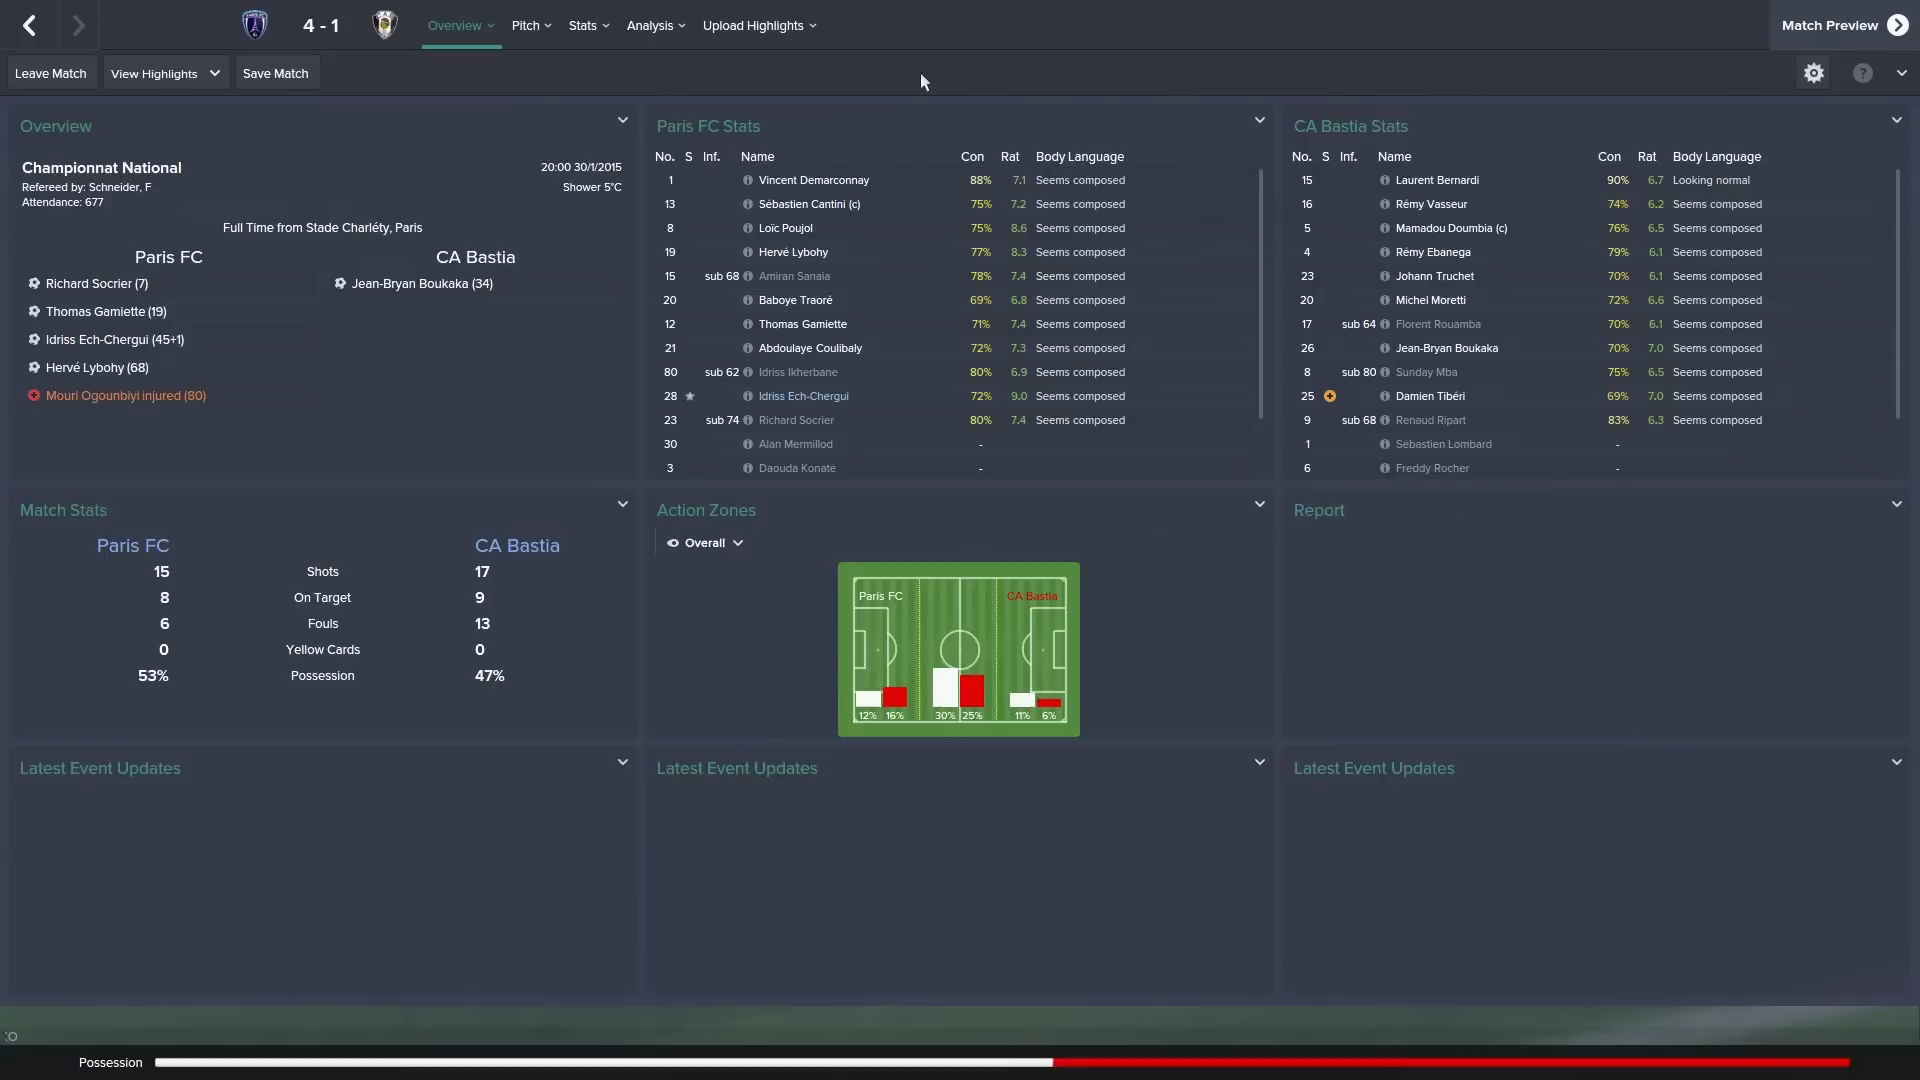 4 - 1 Overview Pitch Stats Analysis Upload Highlights Match Preview
Leave Match View Highlights Save Match ?
Overview
Championnat National 20:00 30/1/2015
Refereed by: Schneider, F Shower 5°C
Attendance: 677
Full Time from Stade Charléty, Paris
Paris FC CA Bastia
Richard Socrier (7) Jean-Bryan Boukaka (34)
Thomas Gamiette (19)
Idriss Ech-Chergui (45+1)
Hervé Lybohy (68)
Mouri Ogounbiyi injured (80)
Paris FC Stats
No. S Inf. Name Con Rat Body Language
1 Vincent Demarconnay 88% 7.1 Seems composed
13 Sébastien Cantini (c) 75% 7.2 Seems composed
8 Loïc Poujol 75% 8.6 Seems composed
19 Hervé Lybohy 77% 8.3 Seems composed
15 sub 68 Amiran Sanaia 78% 7.4 Seems composed
20 Baboye Traoré 69% 6.8 Seems composed
12 Thomas Gamiette 71% 7.4 Seems composed
21 Abdoulaye Coulibaly 72% 7.3 Seems composed
80 sub 62 Idriss Ikherbane 80% 6.9 Seems composed
28 Idriss Ech-Chergui 72% 9.0 Seems composed
23 sub 74 Richard Socrier 80% 7.4 Seems composed
30 Alan Mermillod -
3 Daouda Konaté -
CA Bastia Stats
No. S Inf. Name Con Rat Body Language
15 Laurent Bernardi 90% 6.7 Looking normal
16 Rémy Vasseur 74% 6.2 Seems composed
5 Mamadou Doumbia (c) 76% 6.5 Seems composed
4 Rémy Ebanega 79% 6.1 Seems composed
23 Johann Truchet 70% 6.1 Seems composed
20 Michel Moretti 72% 6.6 Seems composed
17 sub 64 Florent Rouamba 70% 6.1 Seems composed
26 Jean-Bryan Boukaka 70% 7.0 Seems composed
8 sub 80 Sunday Mba 75% 6.5 Seems composed
25 Damien Tibéri 69% 7.0 Seems composed
9 sub 68 Renaud Ripart 83% 6.3 Seems composed
1 Sébastien Lombard -
6 Freddy Rocher -
Match Stats
Paris FC CA Bastia
15 Shots 17
8 On Target 9
6 Fouls 13
0 Yellow Cards 0
53% Possession 47%
Action Zones
Overall
Paris FC CA Bastia
12% 16% 30% 25% 11% 6%
Report
Latest Event Updates
Latest Event Updates
Latest Event Updates
Possession